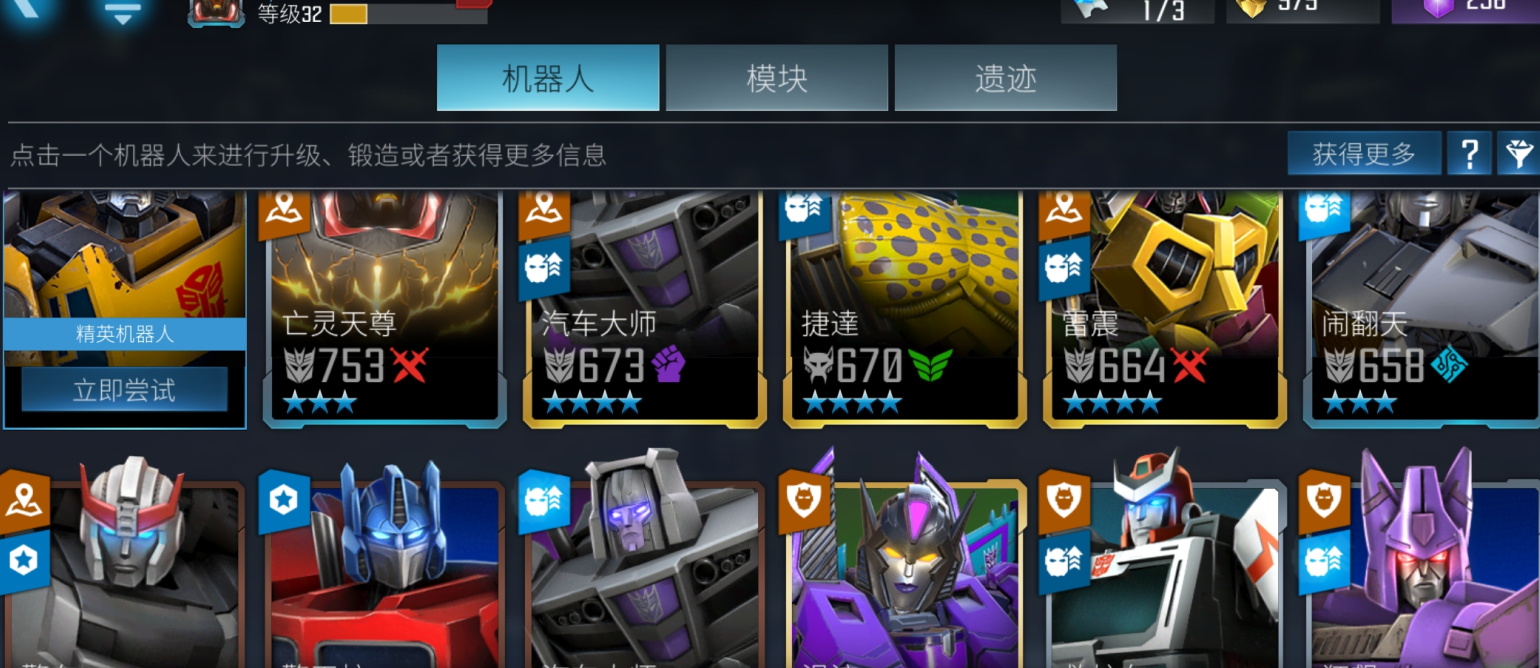 等级32
1/3
机器人
模块
遗迹
点击一个机器人来进行升级、锻造或者获得更多信息
获得更多
?
精英机器人
立即尝试
亡灵天尊
753
汽车大师
673
捷達
670
雷震
664
闹翻天
658